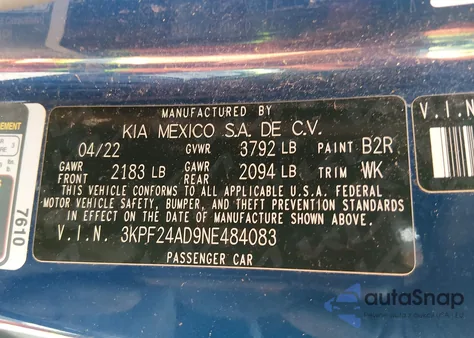 MANUFACTURED BY
KIA MEXICO S.A. DE C.V.
04/22 GVWR 3792 LB PAINT B2R
GAWR FRONT 2183 LB GAWR REAR 2094 LB TRIM WK
THIS VEHICLE CONFORMS TO ALL APPLICABLE U.S.A. FEDERAL
MOTOR VEHICLE SAFETY, BUMPER, AND THEFT PREVENTION STANDARDS
IN EFFECT ON THE DATE OF MANUFACTURE SHOWN ABOVE.
V.I.N. 3KPF24AD9NE484083
PASSENGER CAR
7610
V.I.N
autoSnap